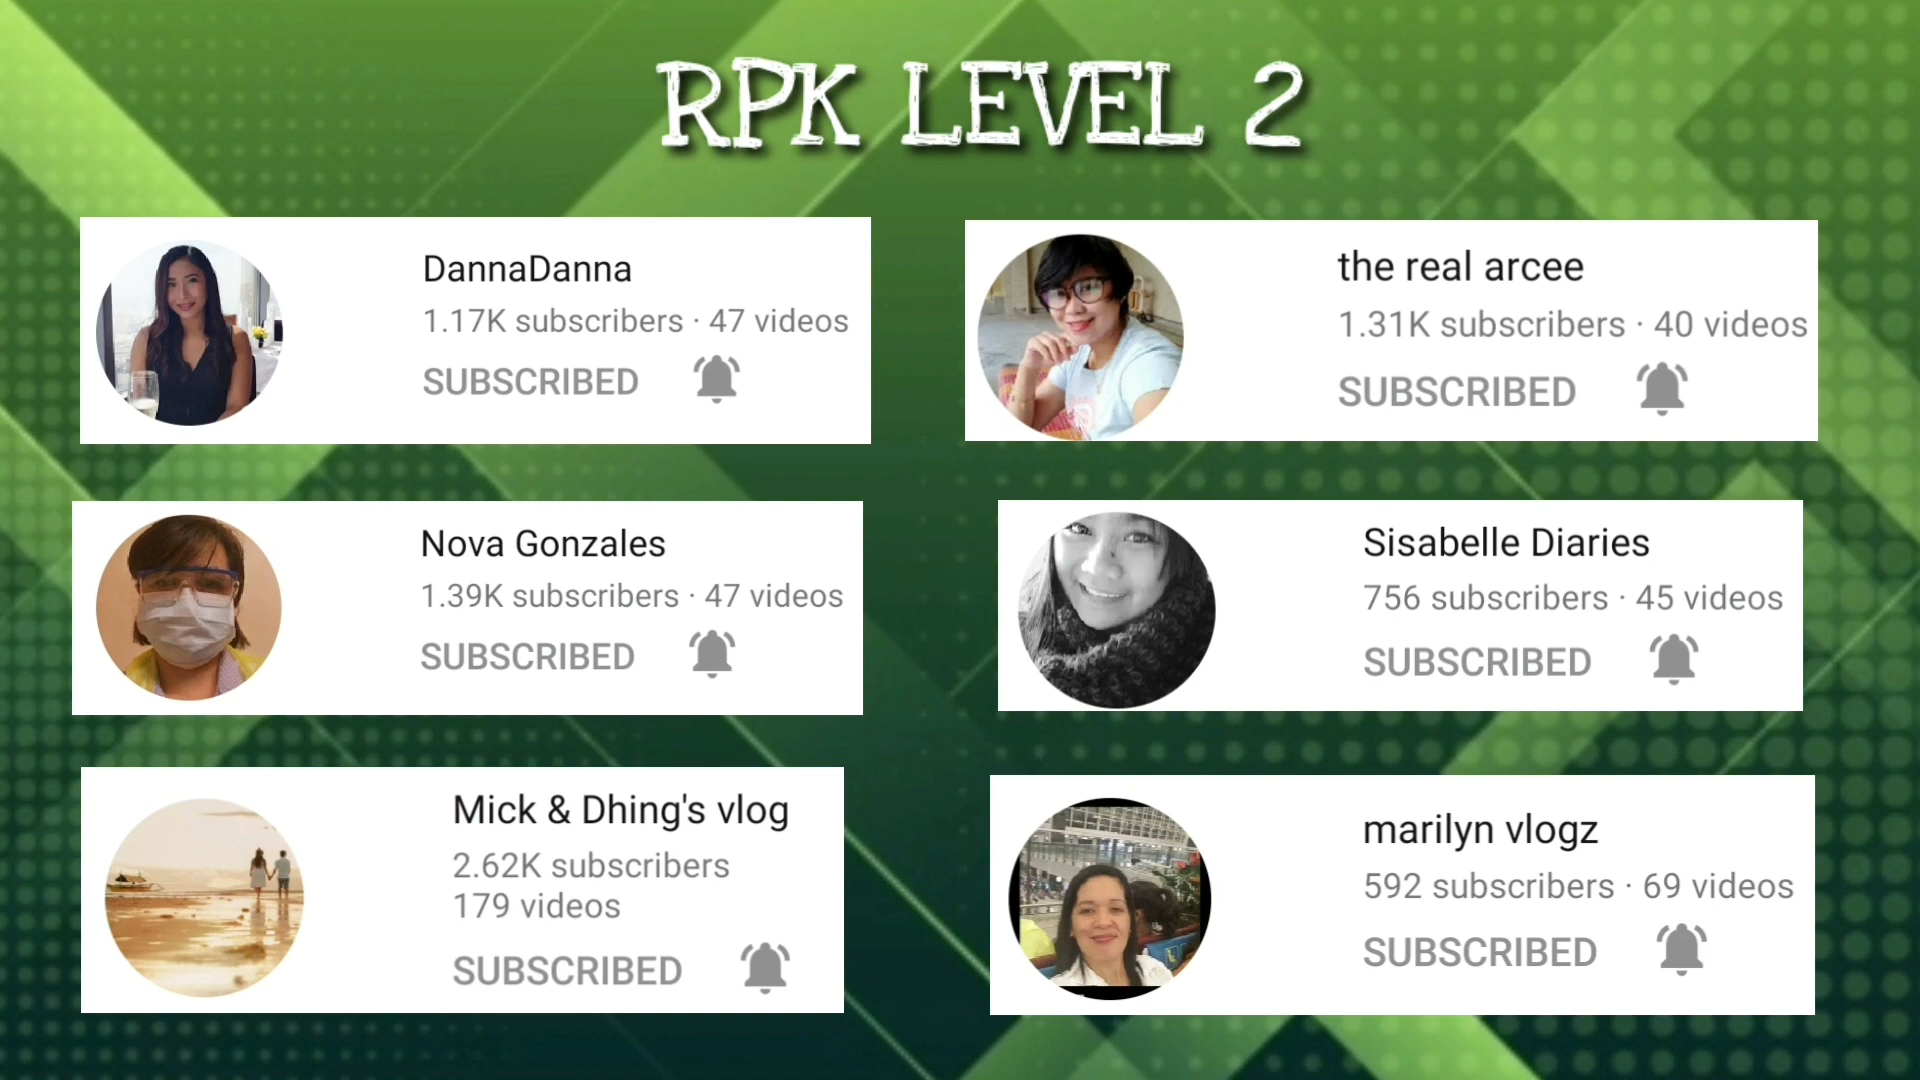 RPK LEVEL 2
DannaDanna
1.17K subscribers · 47 videos
SUBSCRIBED
the real arcee
1.31K subscribers · 40 videos
SUBSCRIBED
Nova Gonzales
1.39K subscribers · 47 videos
SUBSCRIBED
Sisabelle Diaries
756 subscribers · 45 videos
SUBSCRIBED
Mick & Dhing's vlog
2.62K subscribers
179 videos
SUBSCRIBED
marilyn vlogz
592 subscribers · 69 videos
SUBSCRIBED